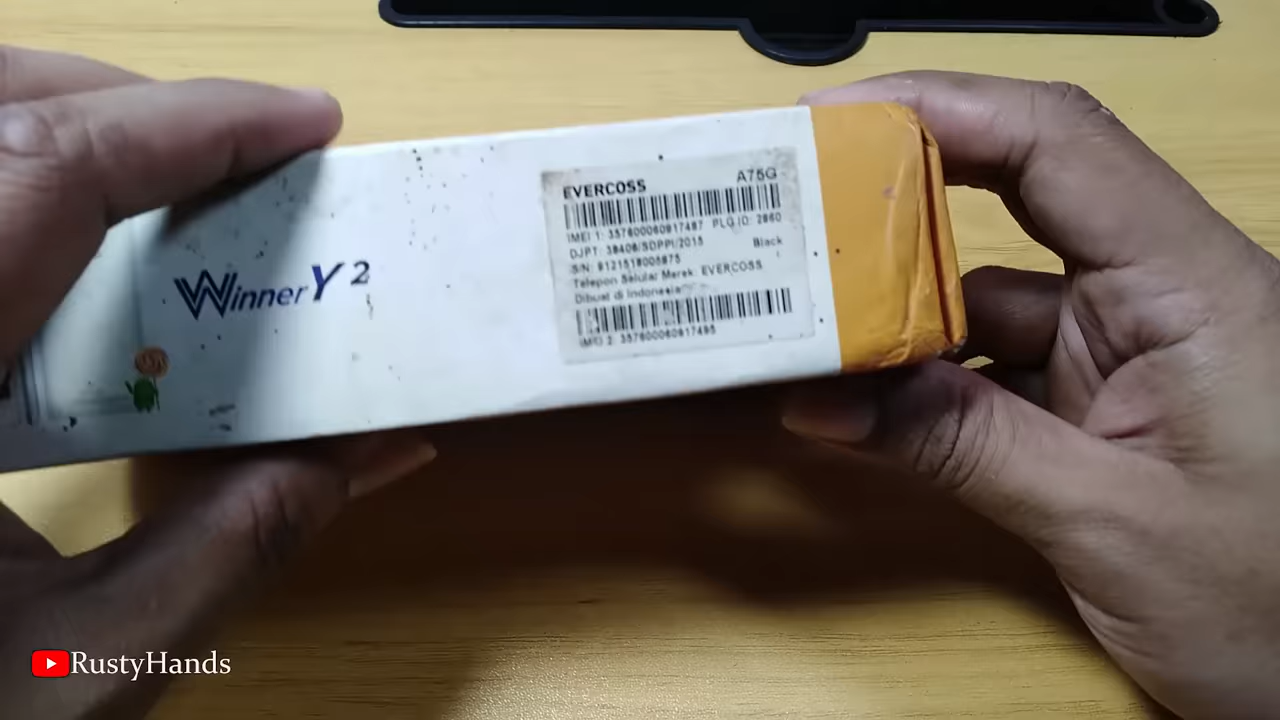 EVERCOSS A75G
IMEI 1: 357600060917487 PLG ID: 2860
DJPT: 38406/SDPPI/2015 Black
S/N: 9121518005875
Telepon Selular Merek: EVERCOSS
Dibuat di Indonesia
IMEI 2: 357600060917495
Winner Y 2
RustyHands